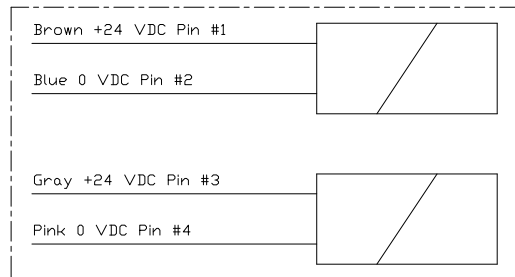 Brown +24 VDC Pin #1
Blue 0 VDC Pin #2
Gray +24 VDC Pin #3
Pink 0 VDC Pin #4